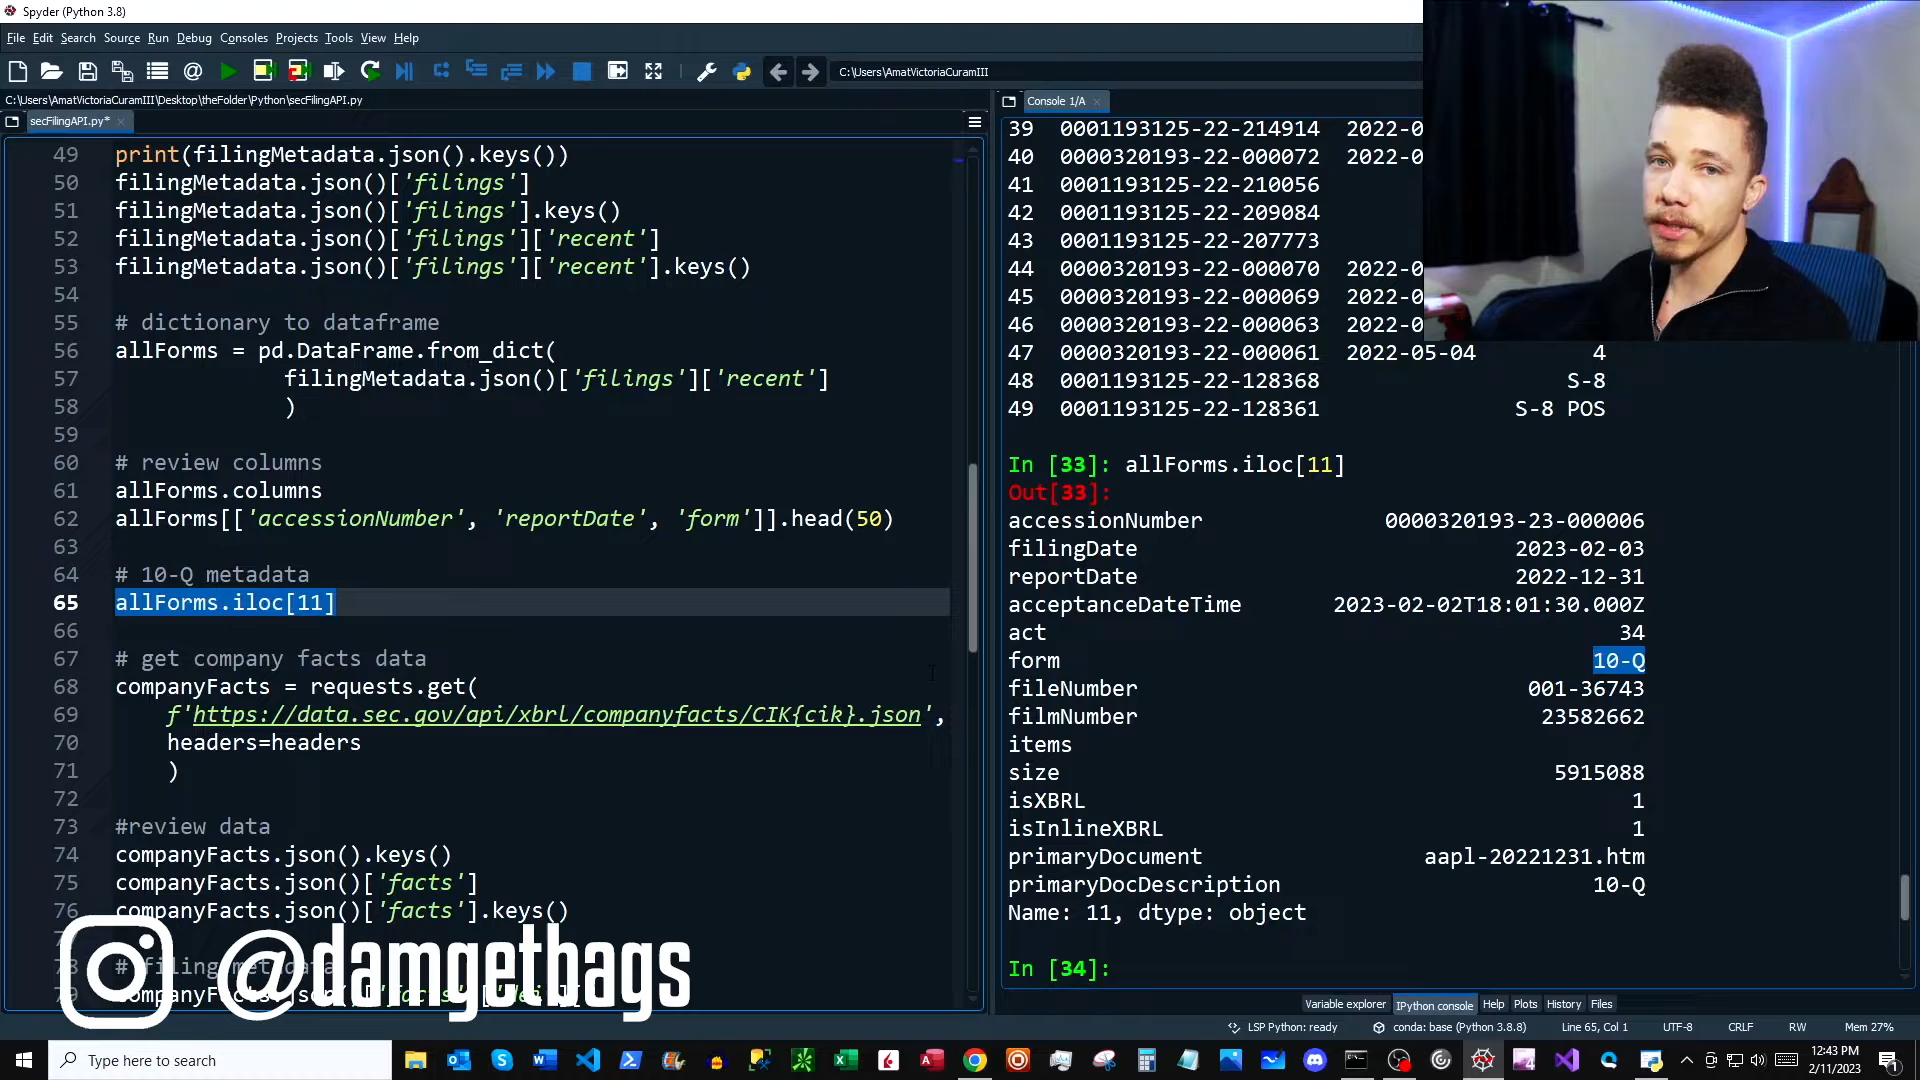 Spyder (Python 3.8)
File Edit Search Source Run Debug Consoles Projects Tools View Help
C:\Users\AmatVictoriaCuramIII
C:\Users\AmatVictoriaCuramIII\Desktop\theFolder\Python\secFilingAPI.py
secFilingAPI.py*
49 print(filingMetadata.json().keys())
50 filingMetadata.json()['filings']
51 filingMetadata.json()['filings'].keys()
52 filingMetadata.json()['filings']['recent']
53 filingMetadata.json()['filings']['recent'].keys()
54
55 # dictionary to dataframe
56 allForms = pd.DataFrame.from_dict(
57 filingMetadata.json()['filings']['recent']
58 )
59
60 # review columns
61 allForms.columns
62 allForms[['accessionNumber', 'reportDate', 'form']].head(50)
63
64 # 10-Q metadata
65 allForms.iloc[11]
66
67 # get company facts data
68 companyFacts = requests.get(
69 f'https://data.sec.gov/api/xbrl/companyfacts/CIK{cik}.json',
70 headers=headers
71 )
72
73 #review data
74 companyFacts.json().keys()
75 companyFacts.json()['facts']
76 companyFacts.json()['facts'].keys()
78 # filing metadata
79
@damgetbags
Console 1/A
39 0001193125-22-214914 2022-0
40 0000320193-22-000072 2022-0
41 0001193125-22-210056
42 0001193125-22-209084
43 0001193125-22-207773
44 0000320193-22-000070 2022-0
45 0000320193-22-000069 2022-0
46 0000320193-22-000063 2022-0
47 0000320193-22-000061 2022-05-04 4
48 0001193125-22-128368 S-8
49 0001193125-22-128361 S-8 POS
In [33]: allForms.iloc[11]
Out[33]:
accessionNumber 0000320193-23-000006
filingDate 2023-02-03
reportDate 2022-12-31
acceptanceDateTime 2023-02-02T18:01:30.000Z
act 34
form 10-Q
fileNumber 001-36743
filmNumber 23582662
items
size 5915088
isXBRL 1
isInlineXBRL 1
primaryDocument aapl-20221231.htm
primaryDocDescription 10-Q
Name: 11, dtype: object
In [34]:
Variable explorer IPython console Help Plots History Files
LSP Python: ready conda: base (Python 3.8.8) Line 65, Col 1 UTF-8 CRLF RW Mem 27%
Type here to search
12:43 PM
2/11/2023